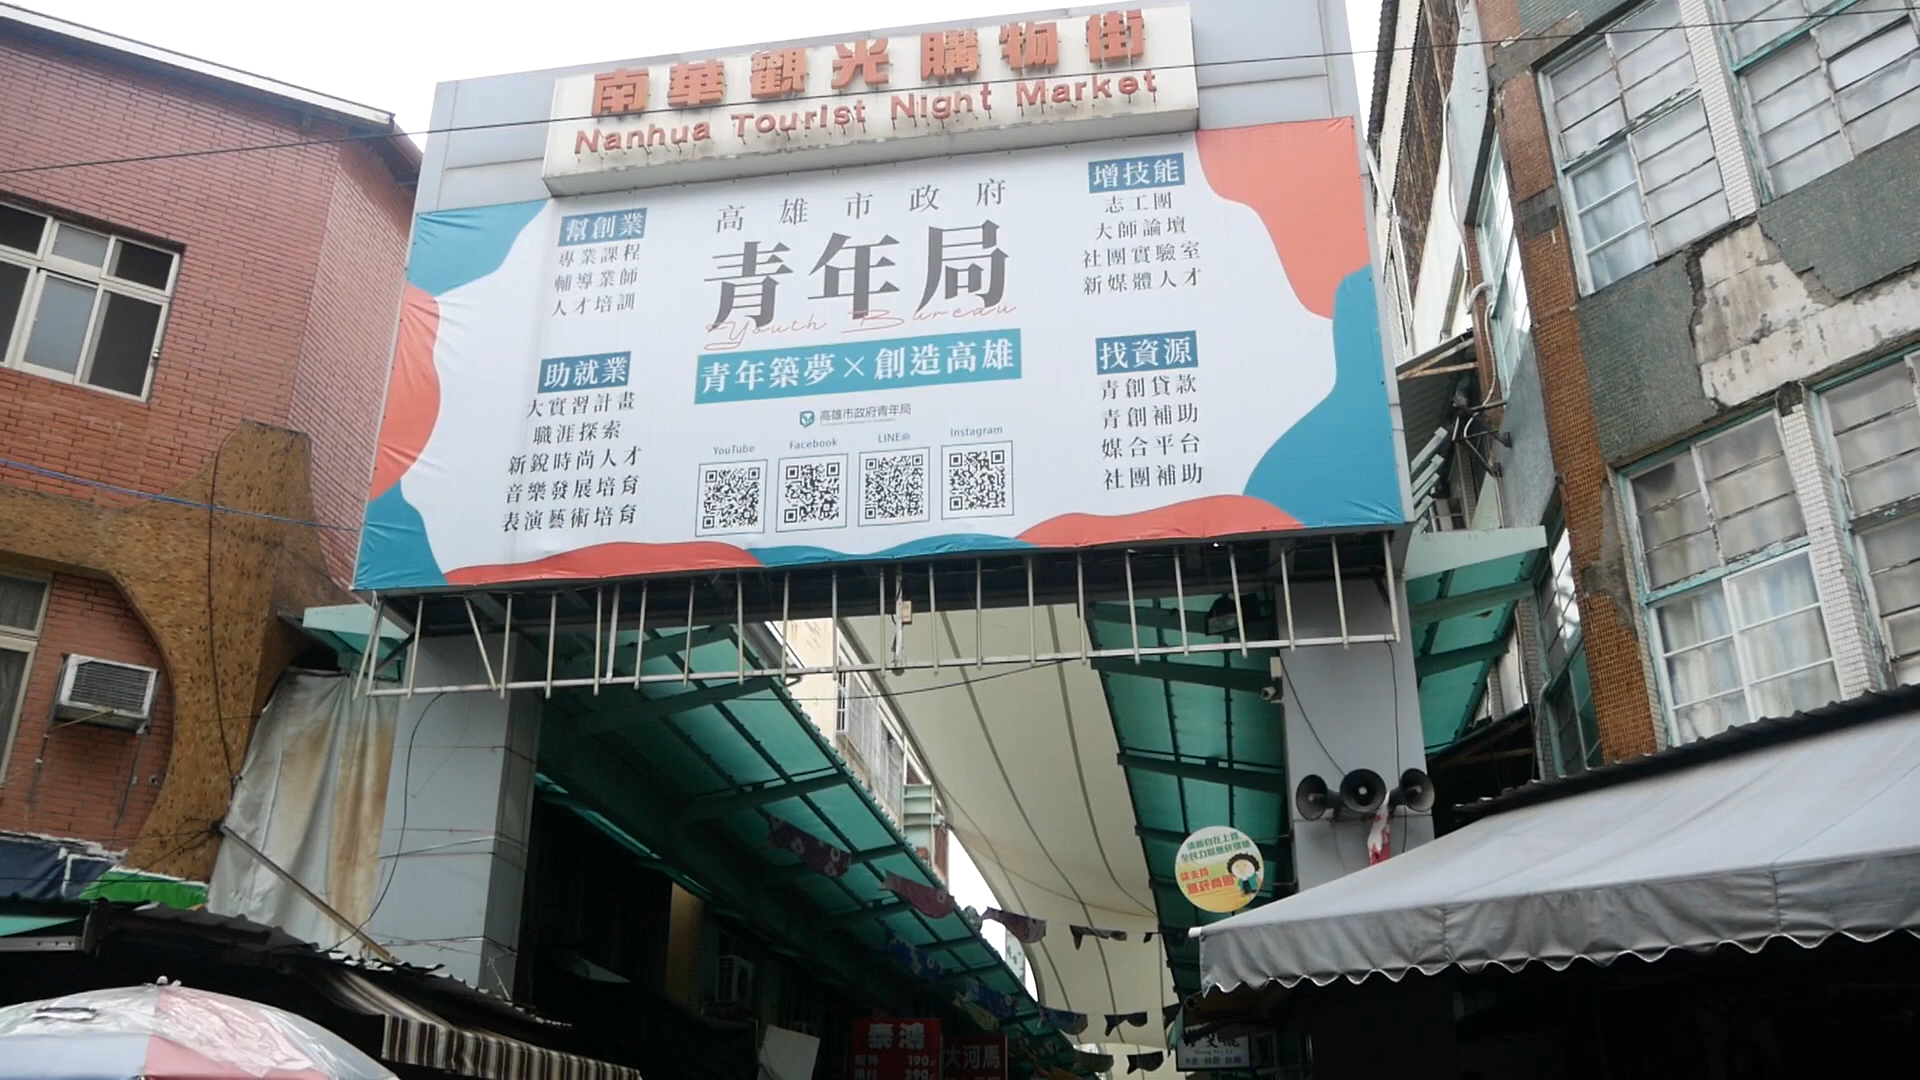 南華觀光購物街
Nanhua Tourist Night Market
高雄市政府
青年局
Youth Bureau
青年築夢×創造高雄
高雄市政府青年局
YouTube
Facebook
LINE@
Instagram
幫創業
專業課程
輔導業師
人才培訓
助就業
大實習計畫
職涯探索
新銳時尚人才
音樂發展培育
表演藝術培育
增技能
志工團
大師論壇
社團實驗室
新媒體人才
找資源
青創貸款
青創補助
媒合平台
社團補助
泰鴻
190
290
大河馬